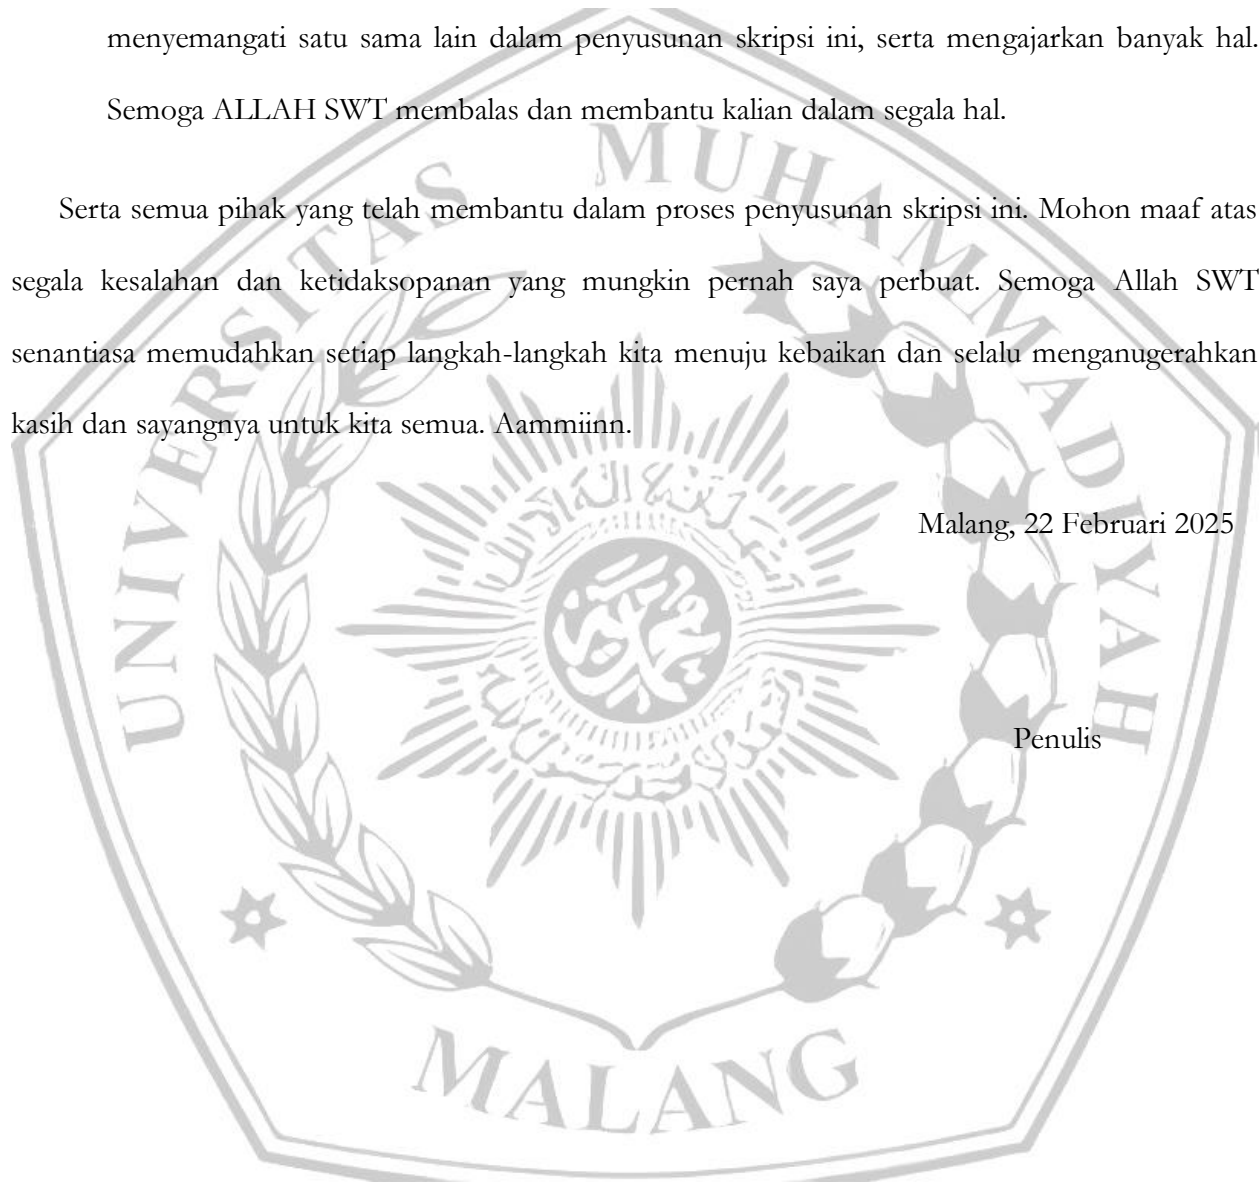 menyemangati satu sama lain dalam penyusunan skripsi ini, serta mengajarkan banyak hal.
Semoga ALLAH SWT membalas dan membantu kalian dalam segala hal.
Serta semua pihak yang telah membantu dalam proses penyusunan skripsi ini. Mohon maaf atas
segala kesalahan dan ketidaksopanan yang mungkin pernah saya perbuat. Semoga Allah SWT
senantiasa memudahkan setiap langkah-langkah kita menuju kebaikan dan selalu menganugerahkan
kasih dan sayangnya untuk kita semua. Aammiinn.
Malang, 22 Februari 2025
Penulis
UNIVERSITAS MUHAMMADIYAH
MALANG